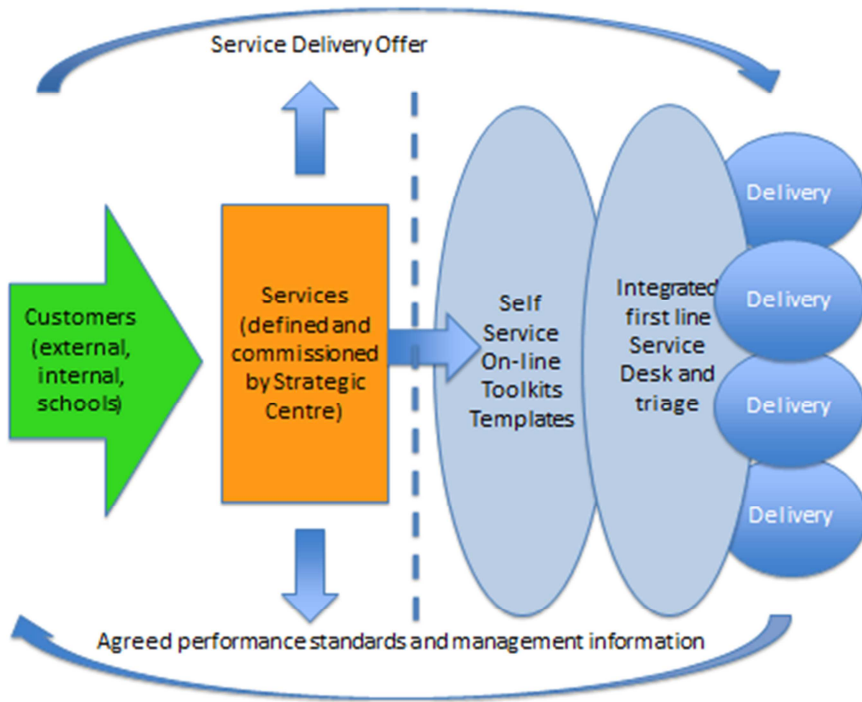 Service Delivery Offer
Customers
(external,
internal,
schools)
Services
(defined and
commissioned
by Strategic
Centre)
Self
Service
On-line
Toolkits
Templates
Integrated
first line
Service
Desk and
triage
Delivery
Delivery
Delivery
Delivery
Agreed performance standards and management information